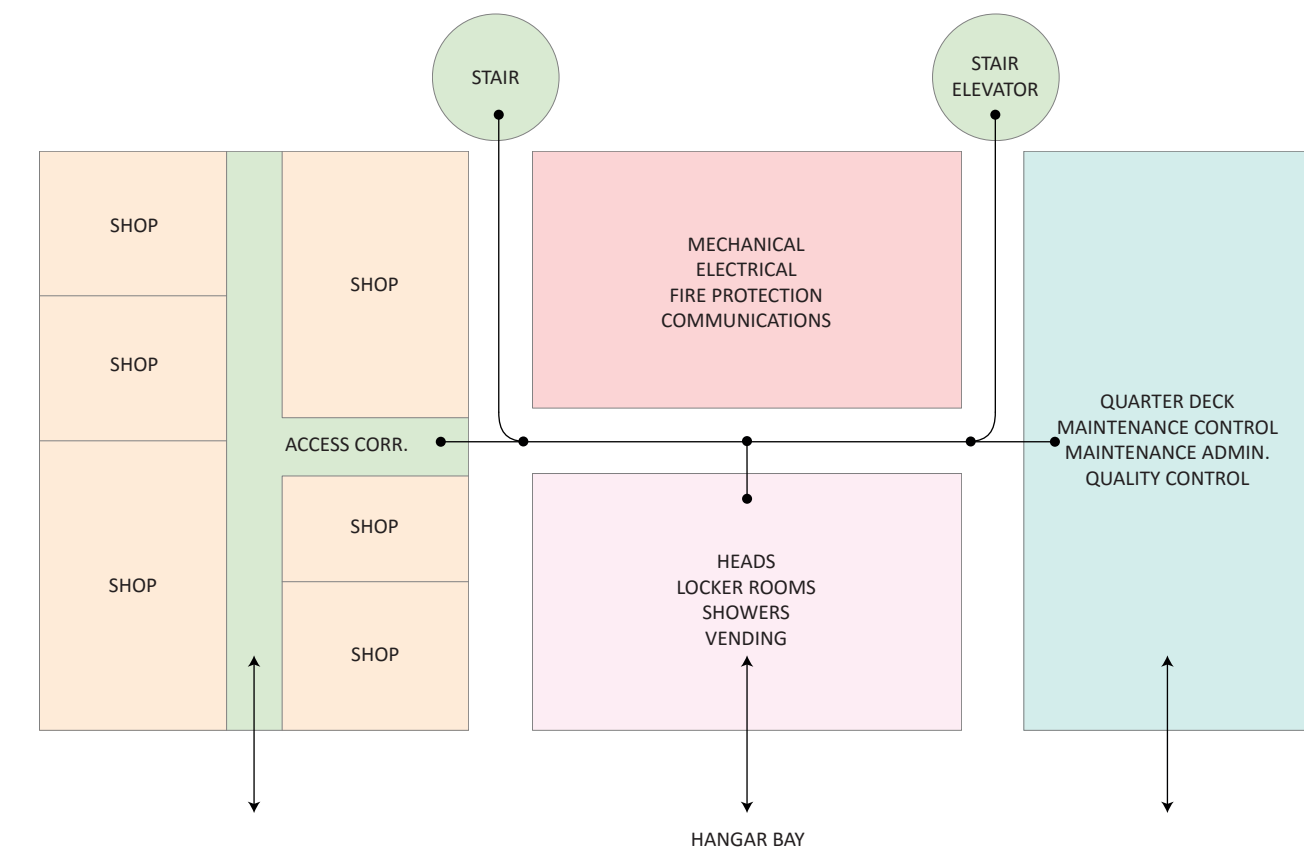 STAIR
STAIR
ELEVATOR
SHOP
SHOP
SHOP
SHOP
ACCESS CORR.
SHOP
SHOP
MECHANICAL
ELECTRICAL
FIRE PROTECTION
COMMUNICATIONS
HEADS
LOCKER ROOMS
SHOWERS
VENDING
QUARTER DECK
MAINTENANCE CONTROL
MAINTENANCE ADMIN.
QUALITY CONTROL
HANGAR BAY